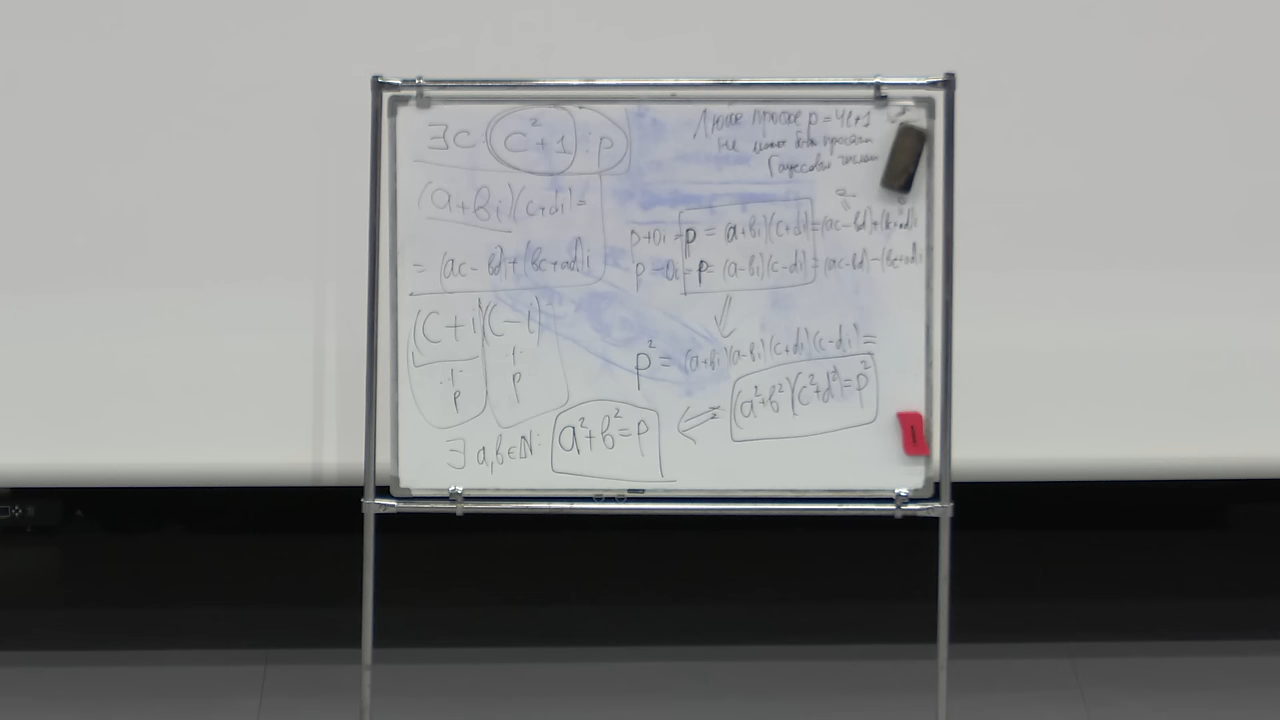 ∃c: c²+1 ⋮ p
(a+bi)(c+di)=
= (ac-bd)+(bc+ad)i
(c+i)(c-i)
⋮ ⋮
p p
∃ a,b∈ℕ: a²+b²=p
Любое простое p=4k+1
не может быть простым
Гауссовым числом
p+0i = p = (a+bi)(c+di)=(ac-bd)+(bc+ad)i
p-0i = p = (a-bi)(c-di)=(ac-bd)-(bc+ad)i
⇓
p² = (a+bi)(a-bi)(c+di)(c-di)=
⇐ (a²+b²)(c²+d²)=p²